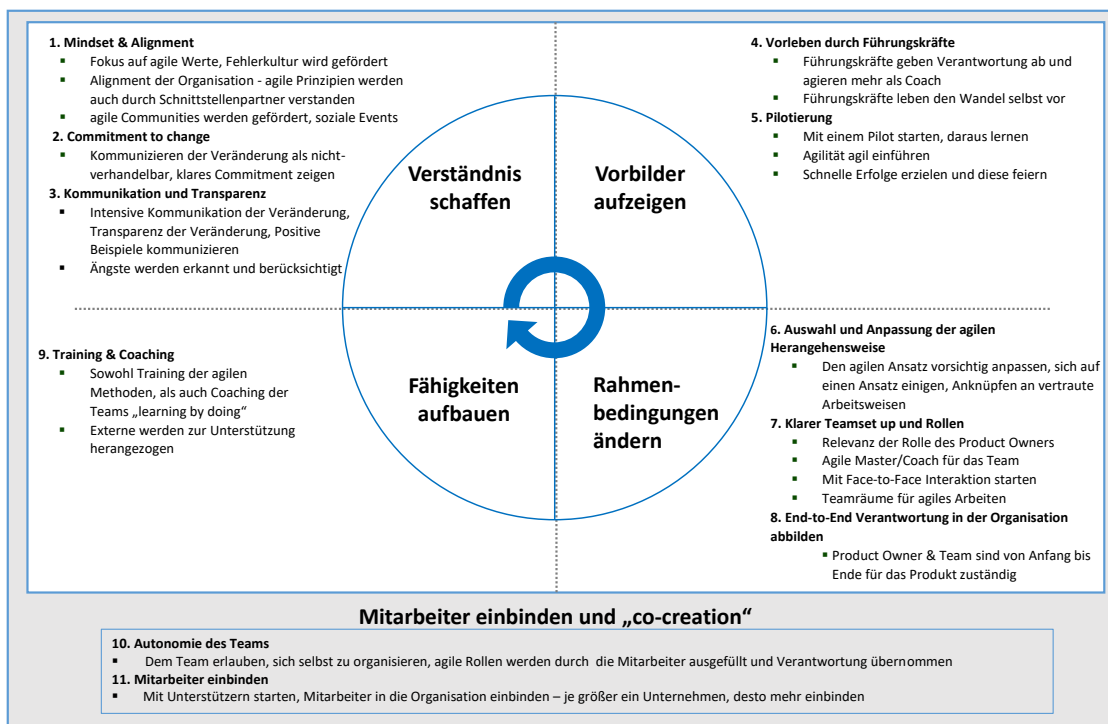 1. Mindset & Alignment
▪ Fokus auf agile Werte, Fehlerkultur wird gefördert
▪ Alignment der Organisation - agile Prinzipien werden
auch durch Schnittstellenpartner verstanden
▪ agile Communities werden gefördert, soziale Events
2. Commitment to change
▪ Kommunizieren der Veränderung als nicht-
verhandelbar, klares Commitment zeigen
3. Kommunikation und Transparenz
▪ Intensive Kommunikation der Veränderung,
Transparenz der Veränderung, Positive
Beispiele kommunizieren
▪ Ängste werden erkannt und berücksichtigt
4. Vorleben durch Führungskräfte
▪ Führungskräfte geben Verantwortung ab und
agieren mehr als Coach
▪ Führungskräfte leben den Wandel selbst vor
5. Pilotierung
▪ Mit einem Pilot starten, daraus lernen
▪ Agilität agil einführen
▪ Schnelle Erfolge erzielen und diese feiern
Verständnis
schaffen
Vorbilder
aufzeigen
Fähigkeiten
aufbauen
Rahmen-
bedingungen
ändern
6. Auswahl und Anpassung der agilen
Herangehensweise
▪ Den agilen Ansatz vorsichtig anpassen, sich auf
einen Ansatz einigen, Anknüpfen an vertraute
Arbeitsweisen
7. Klarer Teamset up und Rollen
▪ Relevanz der Rolle des Product Owners
▪ Agile Master/Coach für das Team
▪ Mit Face-to-Face Interaktion starten
▪ Teamräume für agiles Arbeiten
8. End-to-End Verantwortung in der Organisation
abbilden
▪ Product Owner & Team sind von Anfang bis
Ende für das Produkt zuständig
9. Training & Coaching
▪ Sowohl Training der agilen
Methoden, als auch Coaching der
Teams „learning by doing“
▪ Externe werden zur Unterstützung
herangezogen
Mitarbeiter einbinden und „co-creation“
10. Autonomie des Teams
▪ Dem Team erlauben, sich selbst zu organisieren, agile Rollen werden durch die Mitarbeiter ausgefüllt und Verantwortung übernommen
11. Mitarbeiter einbinden
▪ Mit Unterstützern starten, Mitarbeiter in die Organisation einbinden – je größer ein Unternehmen, desto mehr einbinden